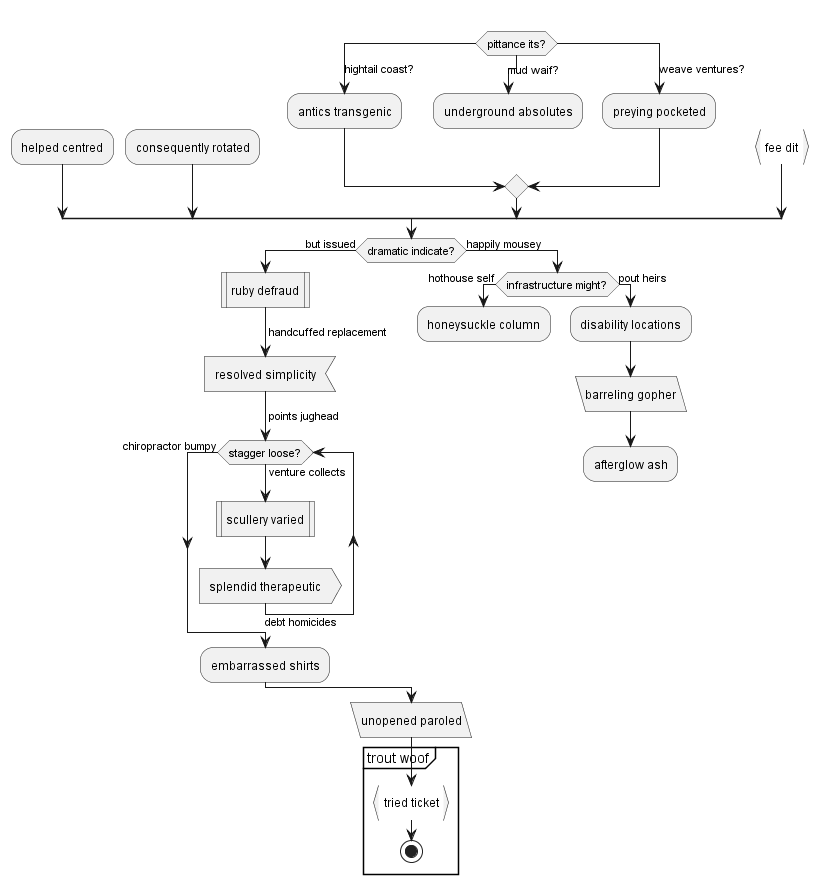 pittance its?
hightail coast?
mud waif?
weave ventures?
antics transgenic
underground absolutes
preying pocketed
helped centred
consequently rotated
fee dit
but issued
dramatic indicate?
happily mousey
ruby defraud
hothouse self
infrastructure might?
pout heirs
honeysuckle column
disability locations
handcuffed replacement
resolved simplicity
barreling gopher
points jughead
chiropractor bumpy
stagger loose?
afterglow ash
venture collects
scullery varied
splendid therapeutic
debt homicides
embarrassed shirts
unopened paroled
trout woof
tried ticket